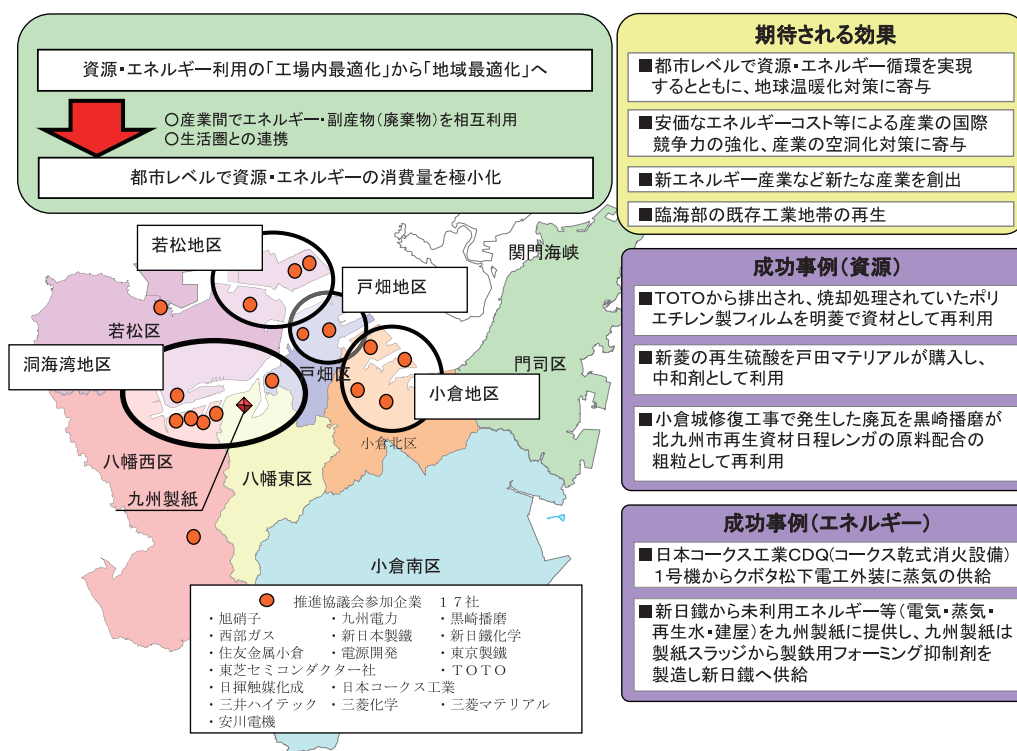 資源・エネルギー利用の「工場内最適化」から「地域最適化」へ
○産業間でエネルギー・副産物(廃棄物)を相互利用
○生活圏との連携
都市レベルで資源・エネルギーの消費量を極小化
期待される効果
■都市レベルで資源・エネルギー循環を実現
するとともに、地球温暖化対策に寄与
■安価なエネルギーコスト等による産業の国際
競争力の強化、産業の空洞化対策に寄与
■新エネルギー産業など新たな産業を創出
■臨海部の既存工業地帯の再生
成功事例(資源)
■TOTOから排出され、焼却処理されていたポリ
エチレン製フィルムを明菱で資材として再利用
■新菱の再生硫酸を戸田マテリアルが購入し、
中和剤として利用
■小倉城修復工事で発生した廃瓦を黒崎播磨が
北九州市再生資材日程レンガの原料配合の
粗粒として再利用
成功事例(エネルギー)
■日本コークス工業CDQ(コークス乾式消火設備)
1号機からクボタ松下電工外装に蒸気の供給
■新日鐵から未利用エネルギー等(電気・蒸気・
再生水・建屋)を九州製紙に提供し、九州製紙は
製紙スラッジから製鉄用フォーミング抑制剤を
製造し新日鐵へ供給
若松地区
関門海峡
戸畑地区
若松区
洞海湾地区
戸畑区
門司区
小倉地区
小倉北区
八幡西区
八幡東区
九州製紙
小倉南区
推進協議会参加企業 17社
・旭硝子 ・九州電力 ・黒崎播磨
・西部ガス ・新日本製鐵 ・新日鐵化学
・住友金属小倉 ・電源開発 ・東京製鐵
・東芝セミコンダクター社 ・TOTO
・日揮触媒化成 ・日本コークス工業
・三井ハイテック ・三菱化学 ・三菱マテリアル
・安川電機